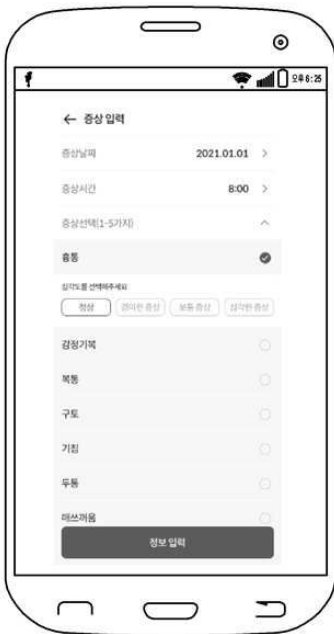 오후 6:25
← 증상 입력
증상날짜 2021.01.01 >
증상시간 8:00 >
증상선택(1-5가지)
흉통
심각도를 선택해주세요
정상 경미한 증상 보통 증상 심각한 증상
감정기복
복통
구토
기침
두통
매쓰꺼움
정보 입력